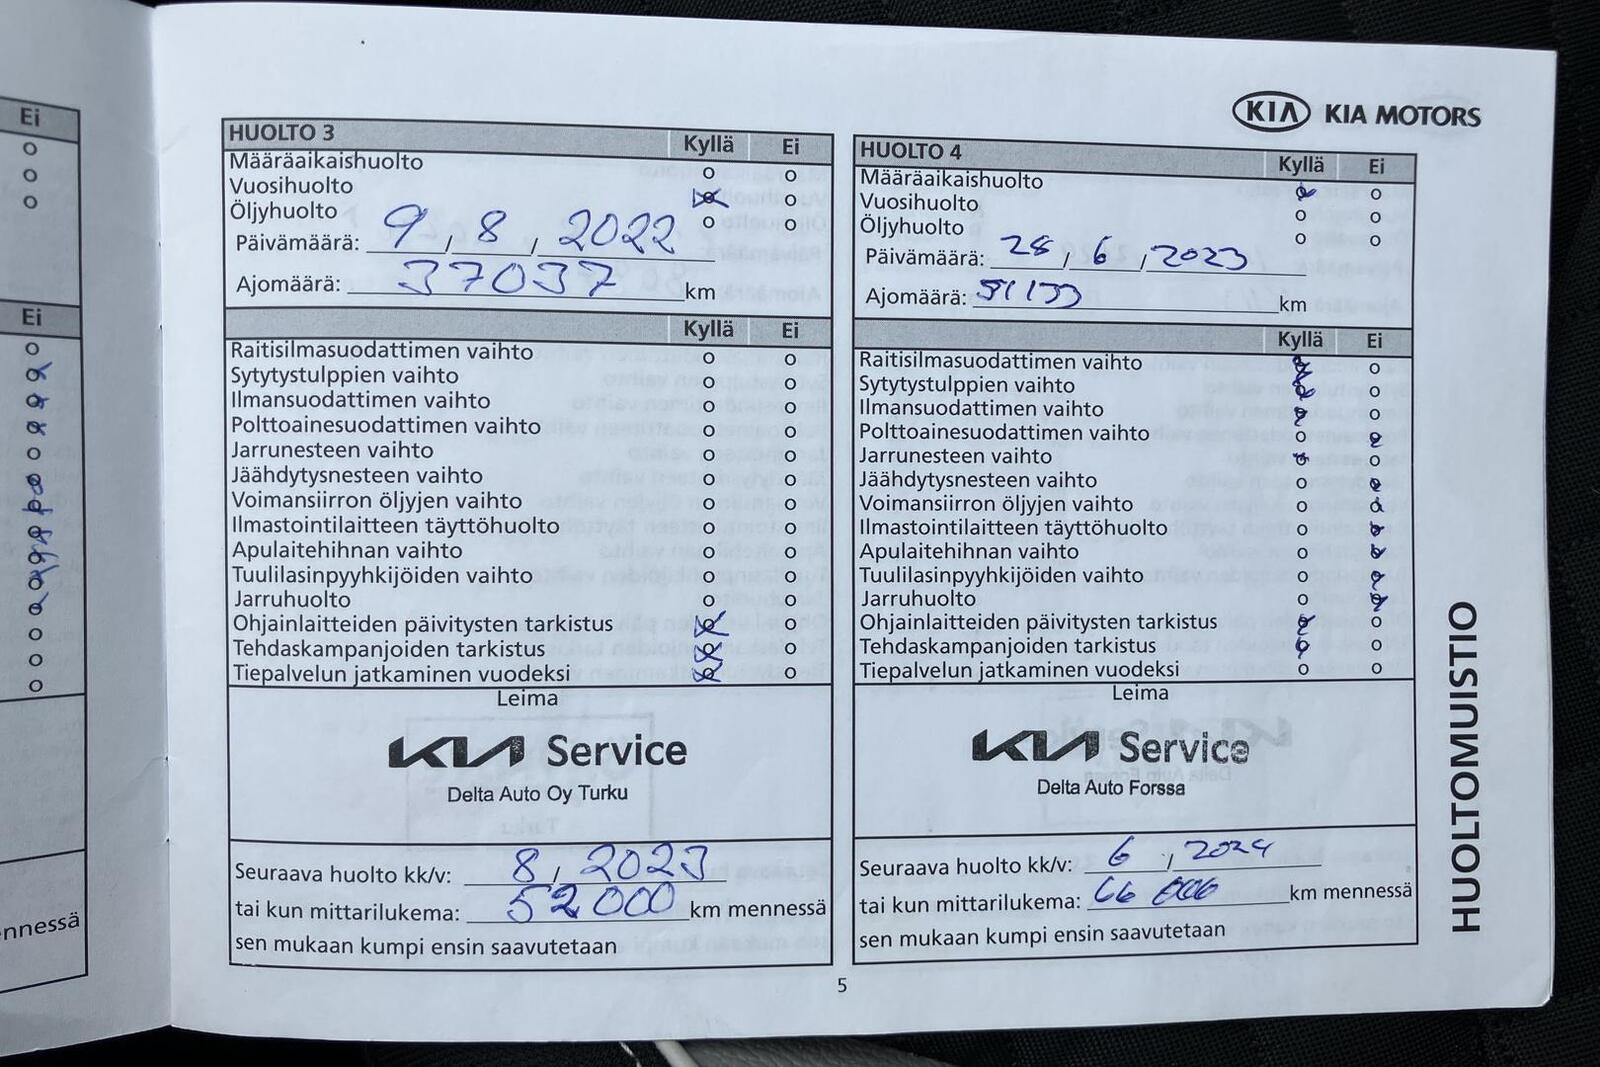 Ei
Ei
nnessä
KIA KIA MOTORS
HUOLTO 3 Kyllä Ei
Määräaikaishuolto
Vuosihuolto
Öljyhuolto
Päivämäärä: 9 / 8 / 2022
Ajomäärä: 37037 km
Kyllä Ei
Raitisilmasuodattimen vaihto
Sytytystulppien vaihto
Ilmansuodattimen vaihto
Polttoainesuodattimen vaihto
Jarrunesteen vaihto
Jäähdytysnesteen vaihto
Voimansiirron öljyjen vaihto
Ilmastointilaitteen täyttöhuolto
Apulaitehihnan vaihto
Tuulilasinpyyhkijöiden vaihto
Jarruhuolto
Ohjainlaitteiden päivitysten tarkistus
Tehdaskampanjoiden tarkistus
Tiepalvelun jatkaminen vuodeksi
Leima
KIA Service
Delta Auto Oy Turku
Seuraava huolto kk/v: 8 / 2023
tai kun mittarilukema: 52000 km mennessä
sen mukaan kumpi ensin saavutetaan
HUOLTO 4 Kyllä Ei
Määräaikaishuolto
Vuosihuolto
Öljyhuolto
Päivämäärä: 28 / 6 / 2023
Ajomäärä: 51133 km
Kyllä Ei
Raitisilmasuodattimen vaihto
Sytytystulppien vaihto
Ilmansuodattimen vaihto
Polttoainesuodattimen vaihto
Jarrunesteen vaihto
Jäähdytysnesteen vaihto
Voimansiirron öljyjen vaihto
Ilmastointilaitteen täyttöhuolto
Apulaitehihnan vaihto
Tuulilasinpyyhkijöiden vaihto
Jarruhuolto
Ohjainlaitteiden päivitysten tarkistus
Tehdaskampanjoiden tarkistus
Tiepalvelun jatkaminen vuodeksi
Leima
KIA Service
Delta Auto Forssa
Seuraava huolto kk/v: 6 / 2024
tai kun mittarilukema: 66 000 km mennessä
sen mukaan kumpi ensin saavutetaan
HUOLTOMUISTIO
5